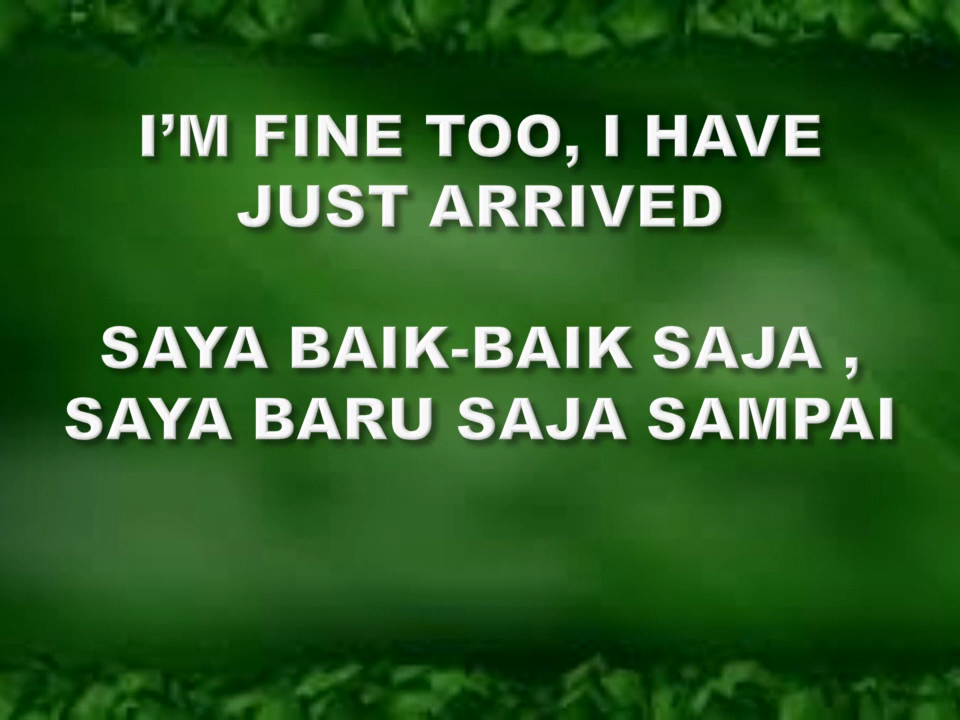 I’M FINE TOO, I HAVE
JUST ARRIVED
SAYA BAIK-BAIK SAJA ,
SAYA BARU SAJA SAMPAI